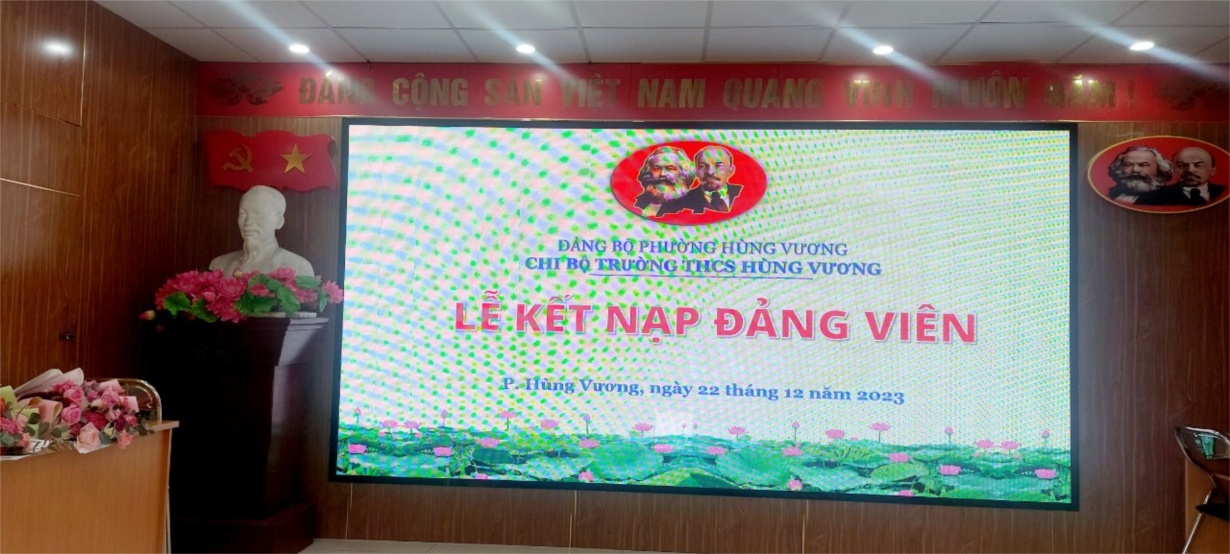 ĐẢNG CỘNG SẢN VIỆT NAM QUANG VINH MUÔN NĂM !
ĐẢNG BỘ PHƯỜNG HÙNG VƯƠNG
CHI BỘ TRƯỜNG THCS HÙNG VƯƠNG
LỄ KẾT NẠP ĐẢNG VIÊN
P. Hùng Vương, ngày 22 tháng 12 năm 2023